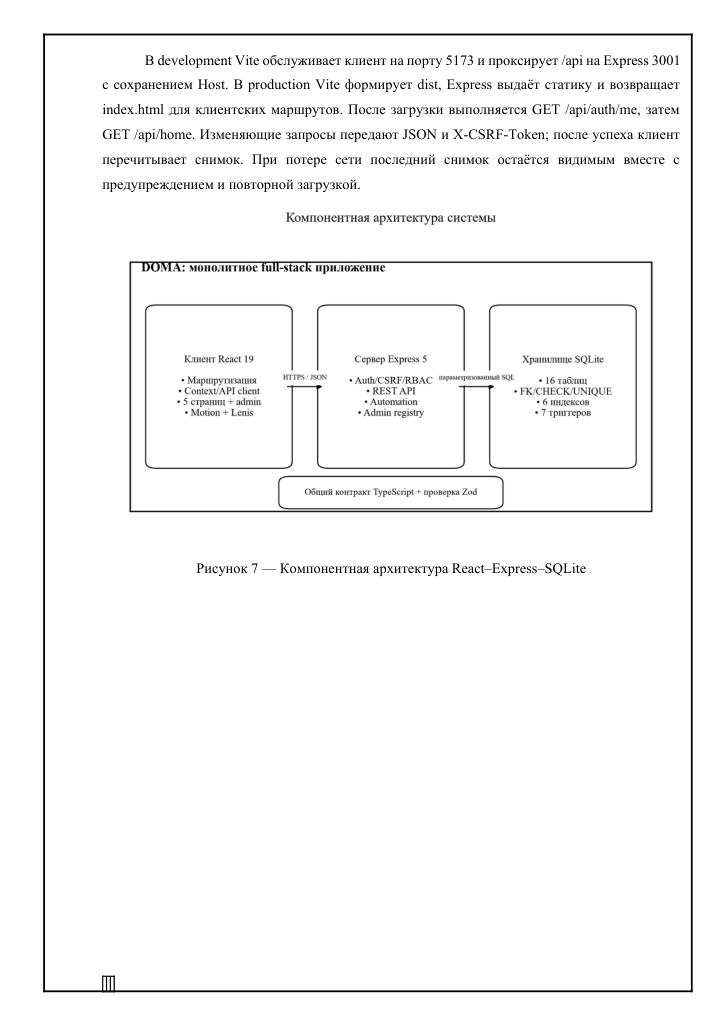 В development Vite обслуживает клиент на порту 5173 и проксирует /api на Express 3001
с сохранением Host. В production Vite формирует dist, Express выдаёт статику и возвращает
index.html для клиентских маршрутов. После загрузки выполняется GET /api/auth/me, затем
GET /api/home. Изменяющие запросы передают JSON и X-CSRF-Token; после успеха клиент
перечитывает снимок. При потере сети последний снимок остаётся видимым вместе с
предупреждением и повторной загрузкой.
Компонентная архитектура системы
DOMA: монолитное full-stack приложение
Клиент React 19
• Маршрутизация
• Context/API client
• 5 страниц + admin
• Motion + Lenis
HTTPS / JSON
Сервер Express 5
• Auth/CSRF/RBAC
• REST API
• Automation
• Admin registry
параметризованный SQL
Хранилище SQLite
• 16 таблиц
• FK/CHECK/UNIQUE
• 6 индексов
• 7 триггеров
Общий контракт TypeScript + проверка Zod
Рисунок 7 — Компонентная архитектура React–Express–SQLite